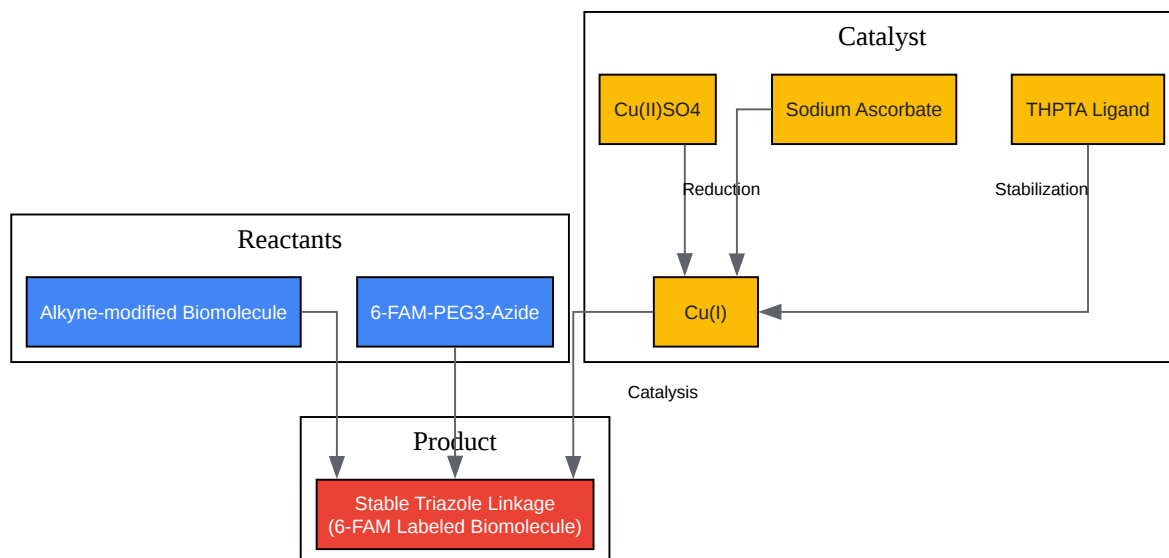 Catalyst
Cu(II)SO4
Sodium Ascorbate
THPTA Ligand
Reduction
Stabilization
Reactants
Alkyne-modified Biomolecule
6-FAM-PEG3-Azide
Cu(I)
Catalysis
Product
Stable Triazole Linkage
(6-FAM Labeled Biomolecule)